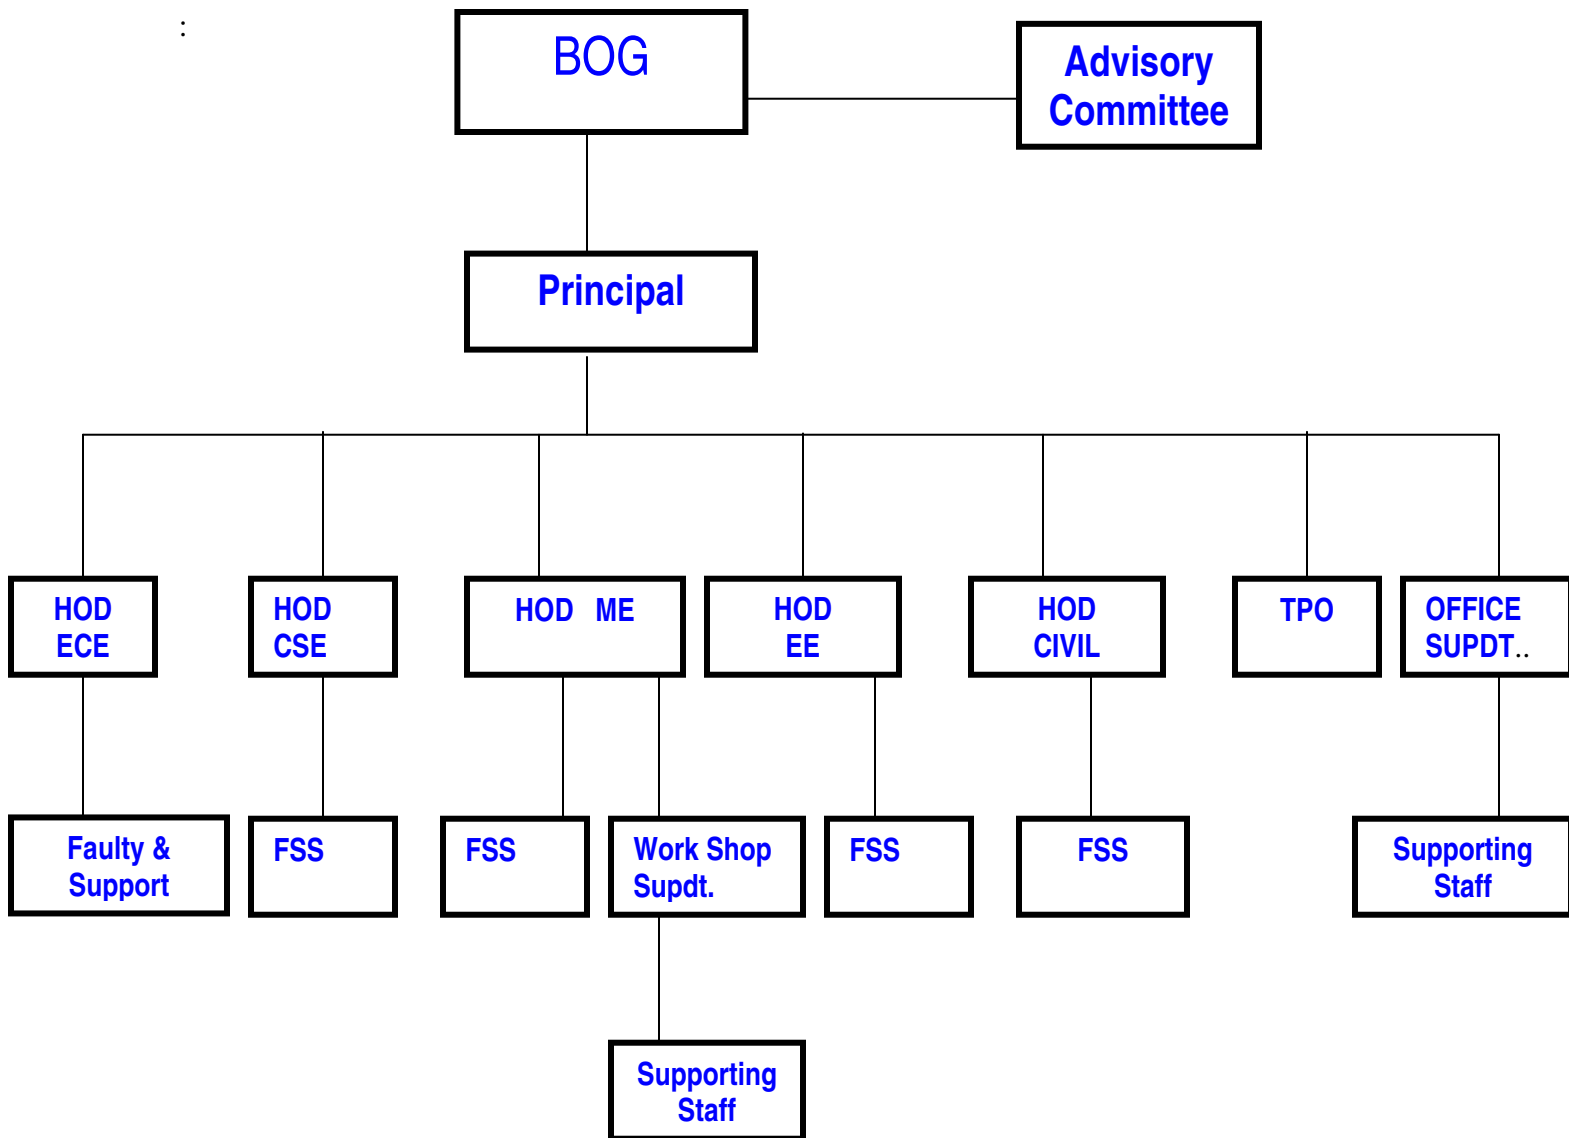 :
BOG
Advisory
Committee
Principal
HOD
ECE
HOD
CSE
HOD ME
HOD
EE
HOD
CIVIL
TPO
OFFICE
SUPDT..
Faulty &
Support
FSS
FSS
Work Shop
Supdt.
FSS
FSS
Supporting
Staff
Supporting
Staff